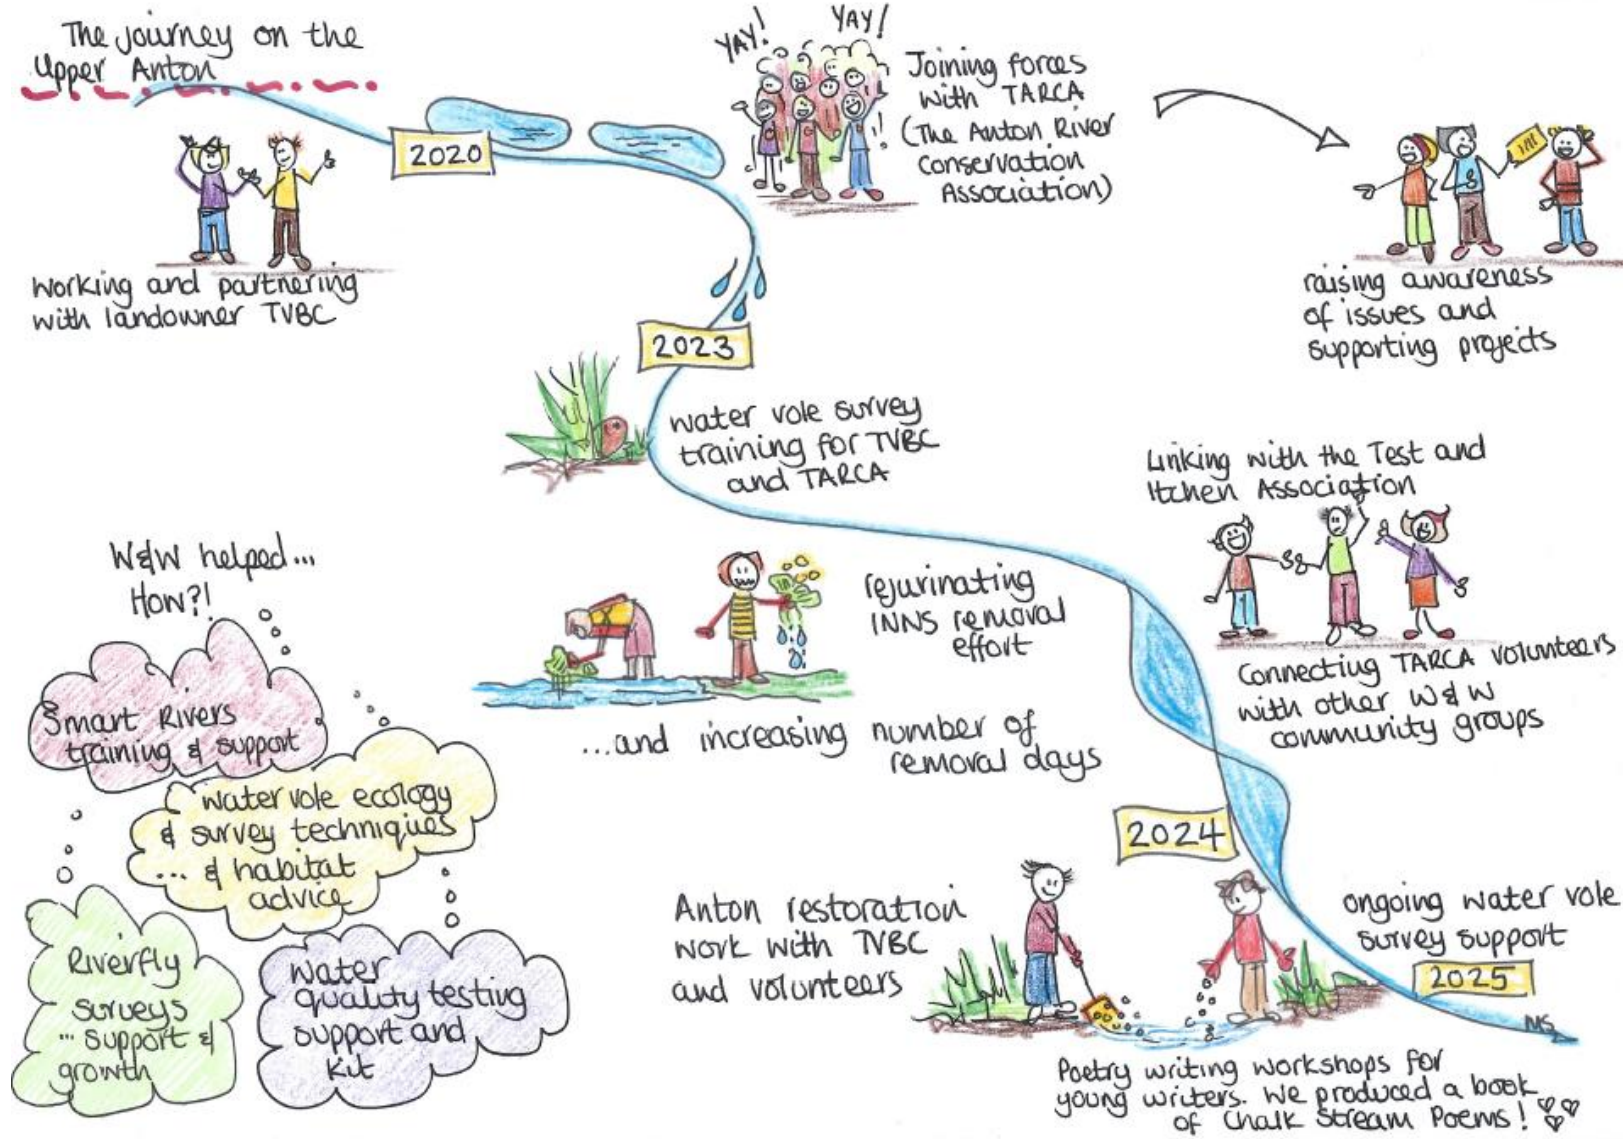 The journey on the
Upper Anton
working and partnering
with landowner TVBC
2020
YAY!
YAY!
Joining forces
with TARCA
(The Anton River
Conservation
Association)
raising awareness
of issues and
supporting projects
2023
water vole survey
training for TVBC
and TARCA
Linking with the Test and
Itchen Association
Connecting TARCA volunteers
with other W&W
community groups
rejurinating
INNS removal
effort
...and increasing number of
removal days
W&W helped...
How?!
Smart Rivers
training & support
water vole ecology
& survey techniques
... & habitat
advice
Riverfly
surveys
... support &
growth
water
quality testing
support and
kit
2024
Anton restoration
work with TVBC
and volunteers
ongoing water vole
survey support
2025
MS
Poetry writing workshops for
young writers. We produced a book
of Chalk Stream Poems!